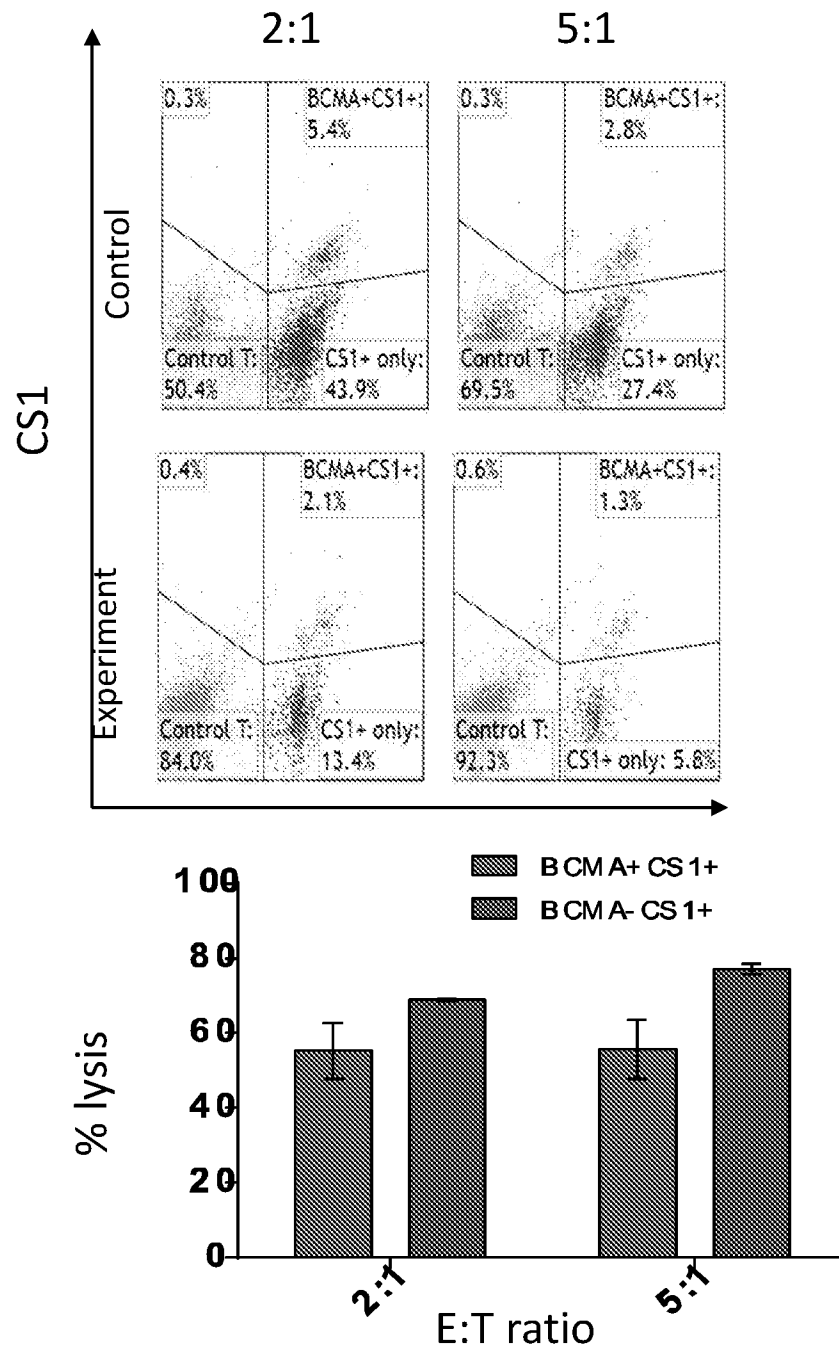 2:1 5:1
0.3%
BCMA+CS1+:
5.4%
0.3%
BCMA+CS1+:
2.8%
Control
Control T:
50.4%
CS1+ only:
43.9%
Control T:
69.5%
CS1+ only:
27.4%
CS1
0.4%
BCMA+CS1+:
2.1%
0.6%
BCMA+CS1+:
1.3%
Experiment
Control T:
84.0%
CS1+ only:
13.4%
Control T:
92.3%
CS1+ only: 5.8%
BCMA+ CS1+
BCMA- CS1+
100
80
60
40
20
0
% lysis
2:1 5:1
E:T ratio